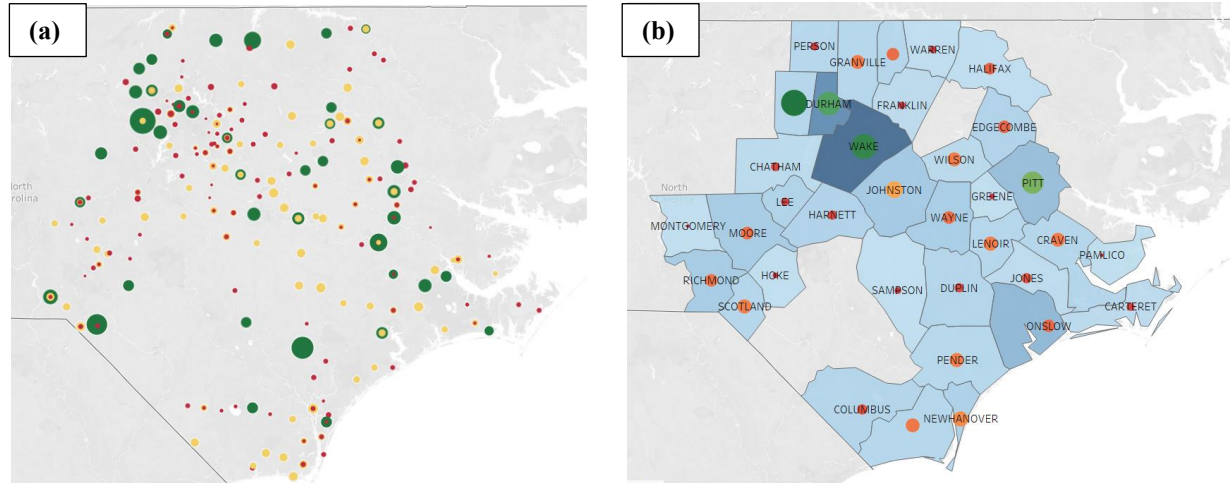 (a)
North
Carolina
(b)
PERSON
GRANVILLE
WARREN
HALIFAX
DURHAM
FRANKLIN
EDGECOMBE
WAKE
WILSON
CHATHAM
PITT
North
JOHNSTON
GREENE
LEE
HARNETT
WAYNE
MONTGOMERY
MOORE
LENOIR
CRAVEN
PAMLICO
RICHMOND
HOKE
JONES
SAMPSON
DUPLIN
SCOTLAND
CARTERET
ONSLOW
PENDER
COLUMBUS
NEWHANOVER